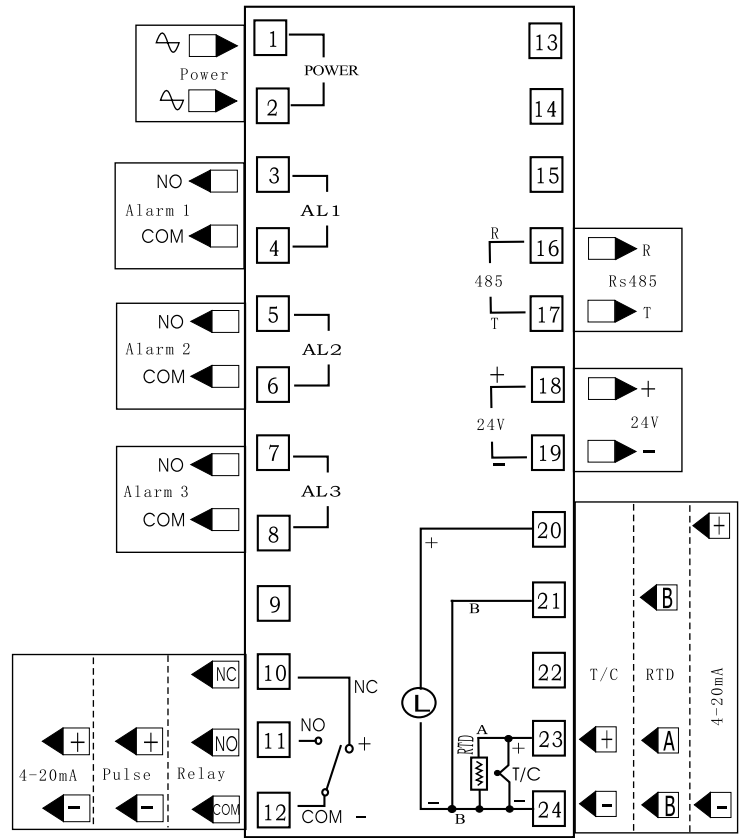 1
13
Power
POWER
2
14
NO
3
15
Alarm 1
AL1
COM
4
R
16
R
485
Rs485
T
17
T
NO
5
Alarm 2
AL2
COM
6
+
18
+
24V
24V
-
19
-
NO
7
Alarm 3
AL3
COM
8
+
20
+
9
B
21
B
NC
10
NC
22
T/C
RTD
4-20mA
L
+
+
NO
11
NO
+
RTD
A
+
23
+
A
4-20mA
Pulse
Relay
T/C
-
-
COM
12
COM
-
-
B
-
24
-
B
-